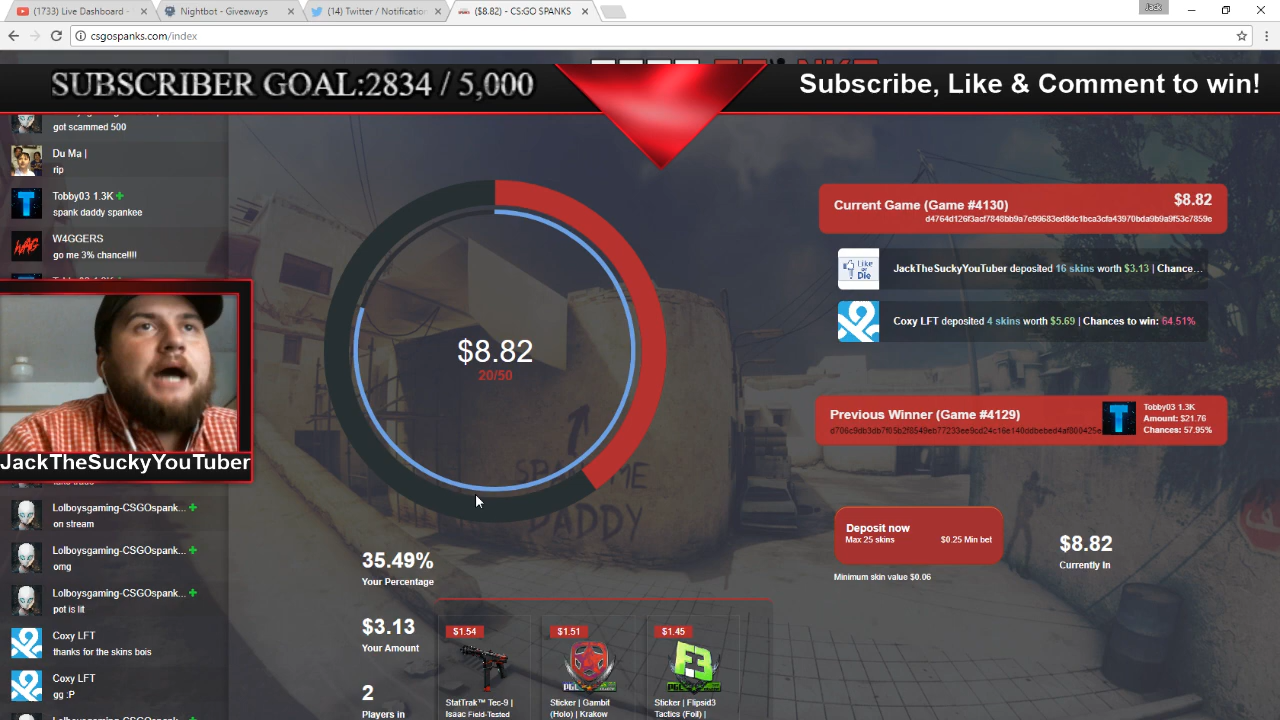 (1733) Live Dashboard -
Nightbot - Giveaways
(14) Twitter / Notification
($8.82) - CS:GO SPANKS
Jack
csgospanks.com/index
SUBSCRIBER GOAL:2834 / 5,000
Subscribe, Like & Comment to win!
got scammed 500
Du Ma |
rip
Tobby03 1.3K
spank daddy spankee
W4GGERS
go me 3% chance!!!!
JackTheSuckyYouTuber
Lolboysgaming-CSGOspank...
on stream
Lolboysgaming-CSGOspank...
omg
Lolboysgaming-CSGOspank...
pot is lit
Coxy LFT
thanks for the skins bois
Coxy LFT
gg :P
$8.82
20/50
SPANK ME
DADDY
35.49%
Your Percentage
$3.13
Your Amount
2
Players in
$1.54
StatTrak™ Tec-9 |
Isaac Field-Tested
$1.51
Sticker | Gambit
(Holo) | Krakow
$1.45
Sticker | Flipsid3
Tactics (Foil) |
Current Game (Game #4130)
$8.82
d4764d126f3acf7848bb9a7e99683ed8dc1bca3cfa43970bda9b9a9f53c7859e
Like or Die
JackTheSuckyYouTuber deposited 16 skins worth $3.13 | Chance...
Coxy LFT deposited 4 skins worth $5.69 | Chances to win: 64.51%
Previous Winner (Game #4129)
Tobby03 1.3K
Amount: $21.76
Chances: 57.95%
Deposit now
Max 25 skins
$0.25 Min bet
Minimum skin value $0.06
$8.82
Currently In